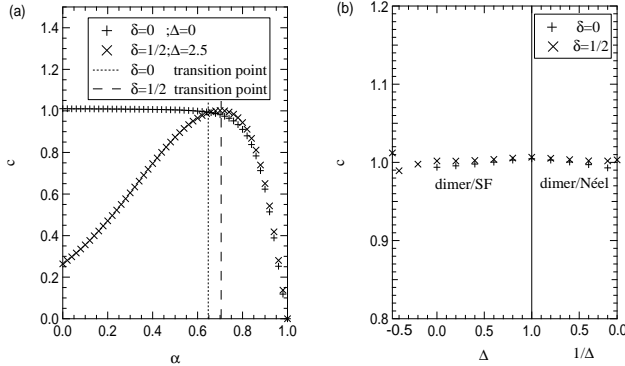 (a)
+ δ=0 ;Δ=0
× δ=1/2;Δ=2.5
δ=0 transition point
δ=1/2 transition point
1.4
1.2
1.0
0.8
0.6
0.4
0.2
0.0
c
0.0 0.2 0.4 0.6 0.8 1.0
α
(b)
+ δ=0
× δ=1/2
1.2
1.1
1.0
0.9
0.8
c
dimer/SF dimer/Néel
-0.5 0.0 0.5 1.0 0.5 0.0
Δ 1/Δ